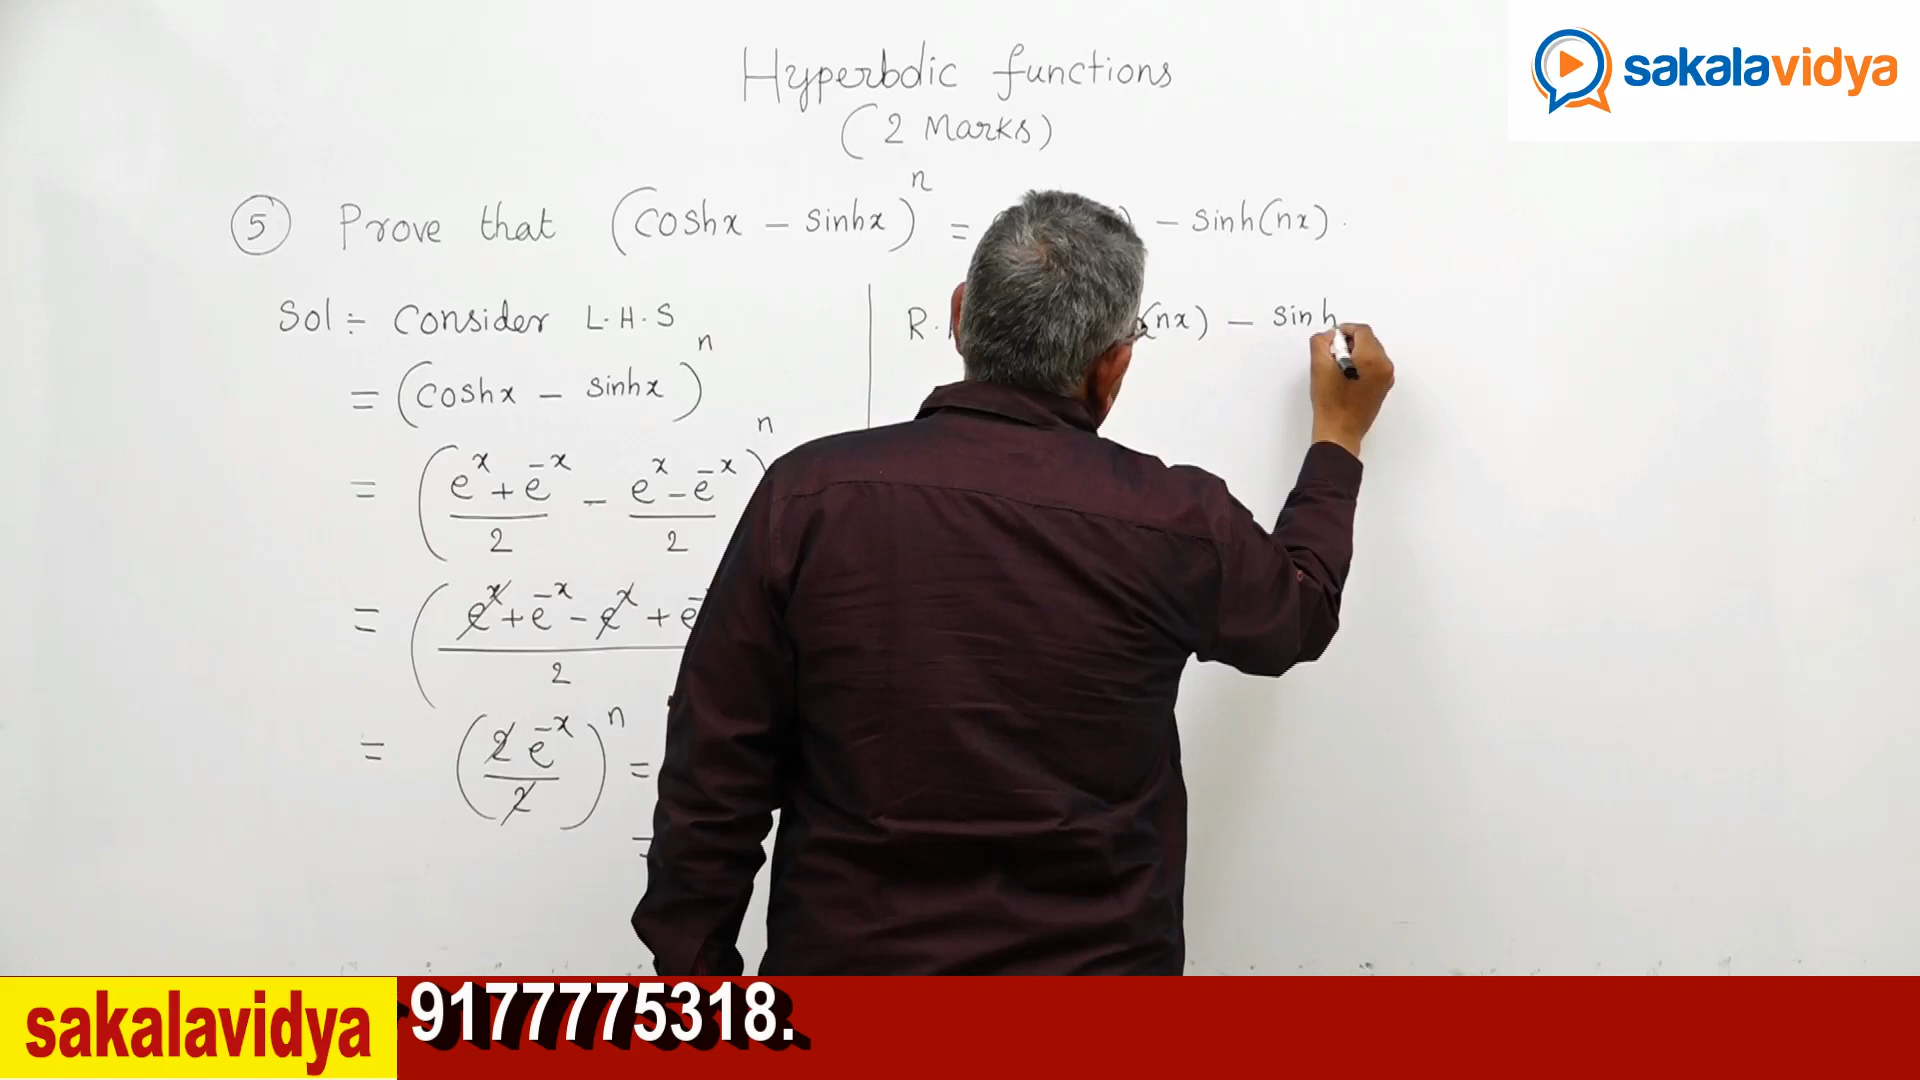 sakalavidya
Hyperbolic functions
(2 Marks)
5 Prove that (coshx - sinhx)^n = - sinh(nx).
Sol ÷ Consider L.H.S
= (coshx - sinhx)^n
= (e^x + e^-x / 2 - e^x - e^-x / 2)^n
= (e^x + e^-x - e^x + e / 2
= (2 e^-x / 2)^n =
=
R. (nx) - sinh
sakalavidya
9177775318.